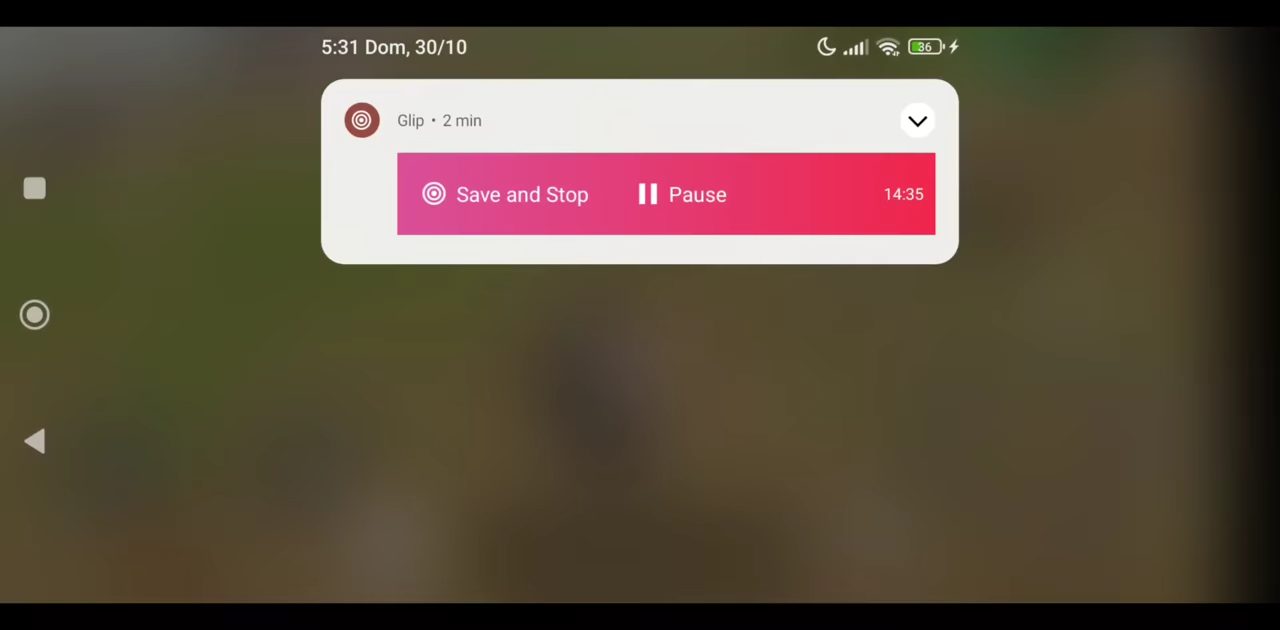 5:31 Dom, 30/10
36
Glip • 2 min
Save and Stop
Pause
14:35